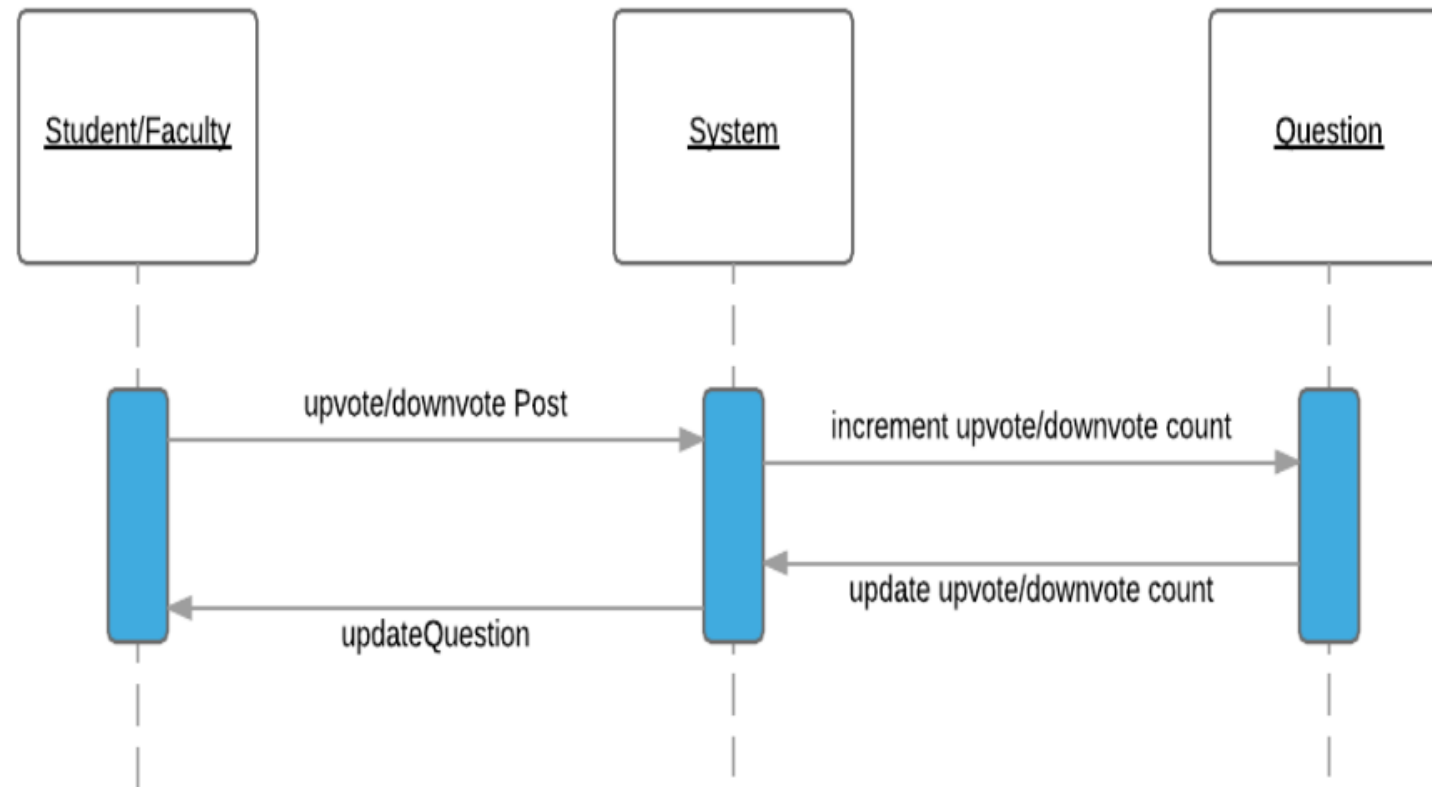 Student/Faculty
System
Question
upvote/downvote Post
increment upvote/downvote count
update upvote/downvote count
updateQuestion